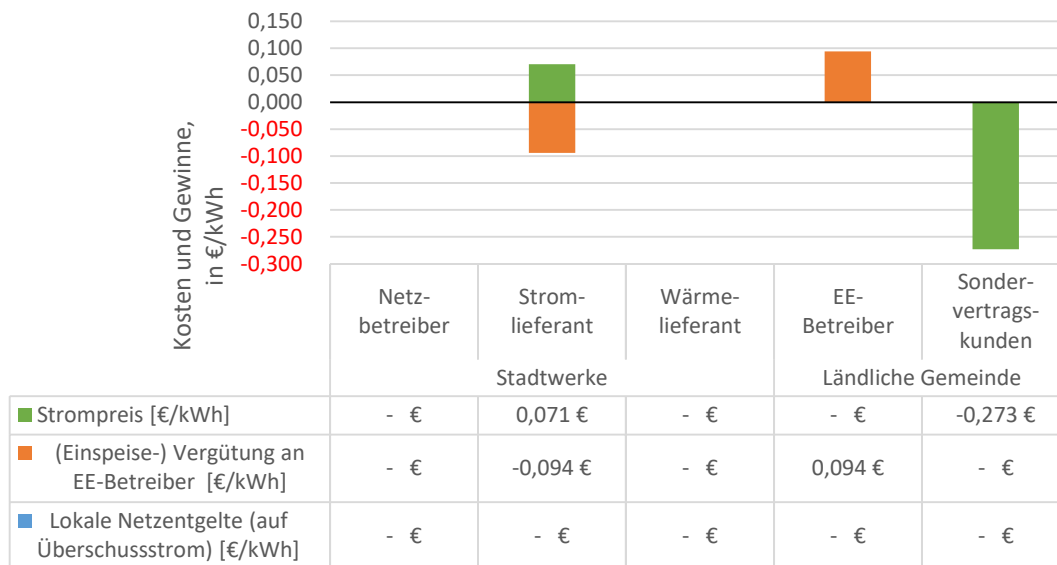 0,150
0,100
0,050
0,000
-0,050
-0,100
-0,150
-0,200
-0,250
-0,300
Kosten und Gewinne,
in €/kWh
Netz-
betreiber
Strom-
lieferant
Wärme-
lieferant
EE-
Betreiber
Sonder-
vertrags-
kunden
Stadtwerke
Ländliche Gemeinde
Strompreis [€/kWh]
- €
0,071 €
- €
- €
-0,273 €
(Einspeise-) Vergütung an
EE-Betreiber [€/kWh]
- €
-0,094 €
- €
0,094 €
- €
Lokale Netzentgelte (auf
Überschussstrom) [€/kWh]
- €
- €
- €
- €
- €